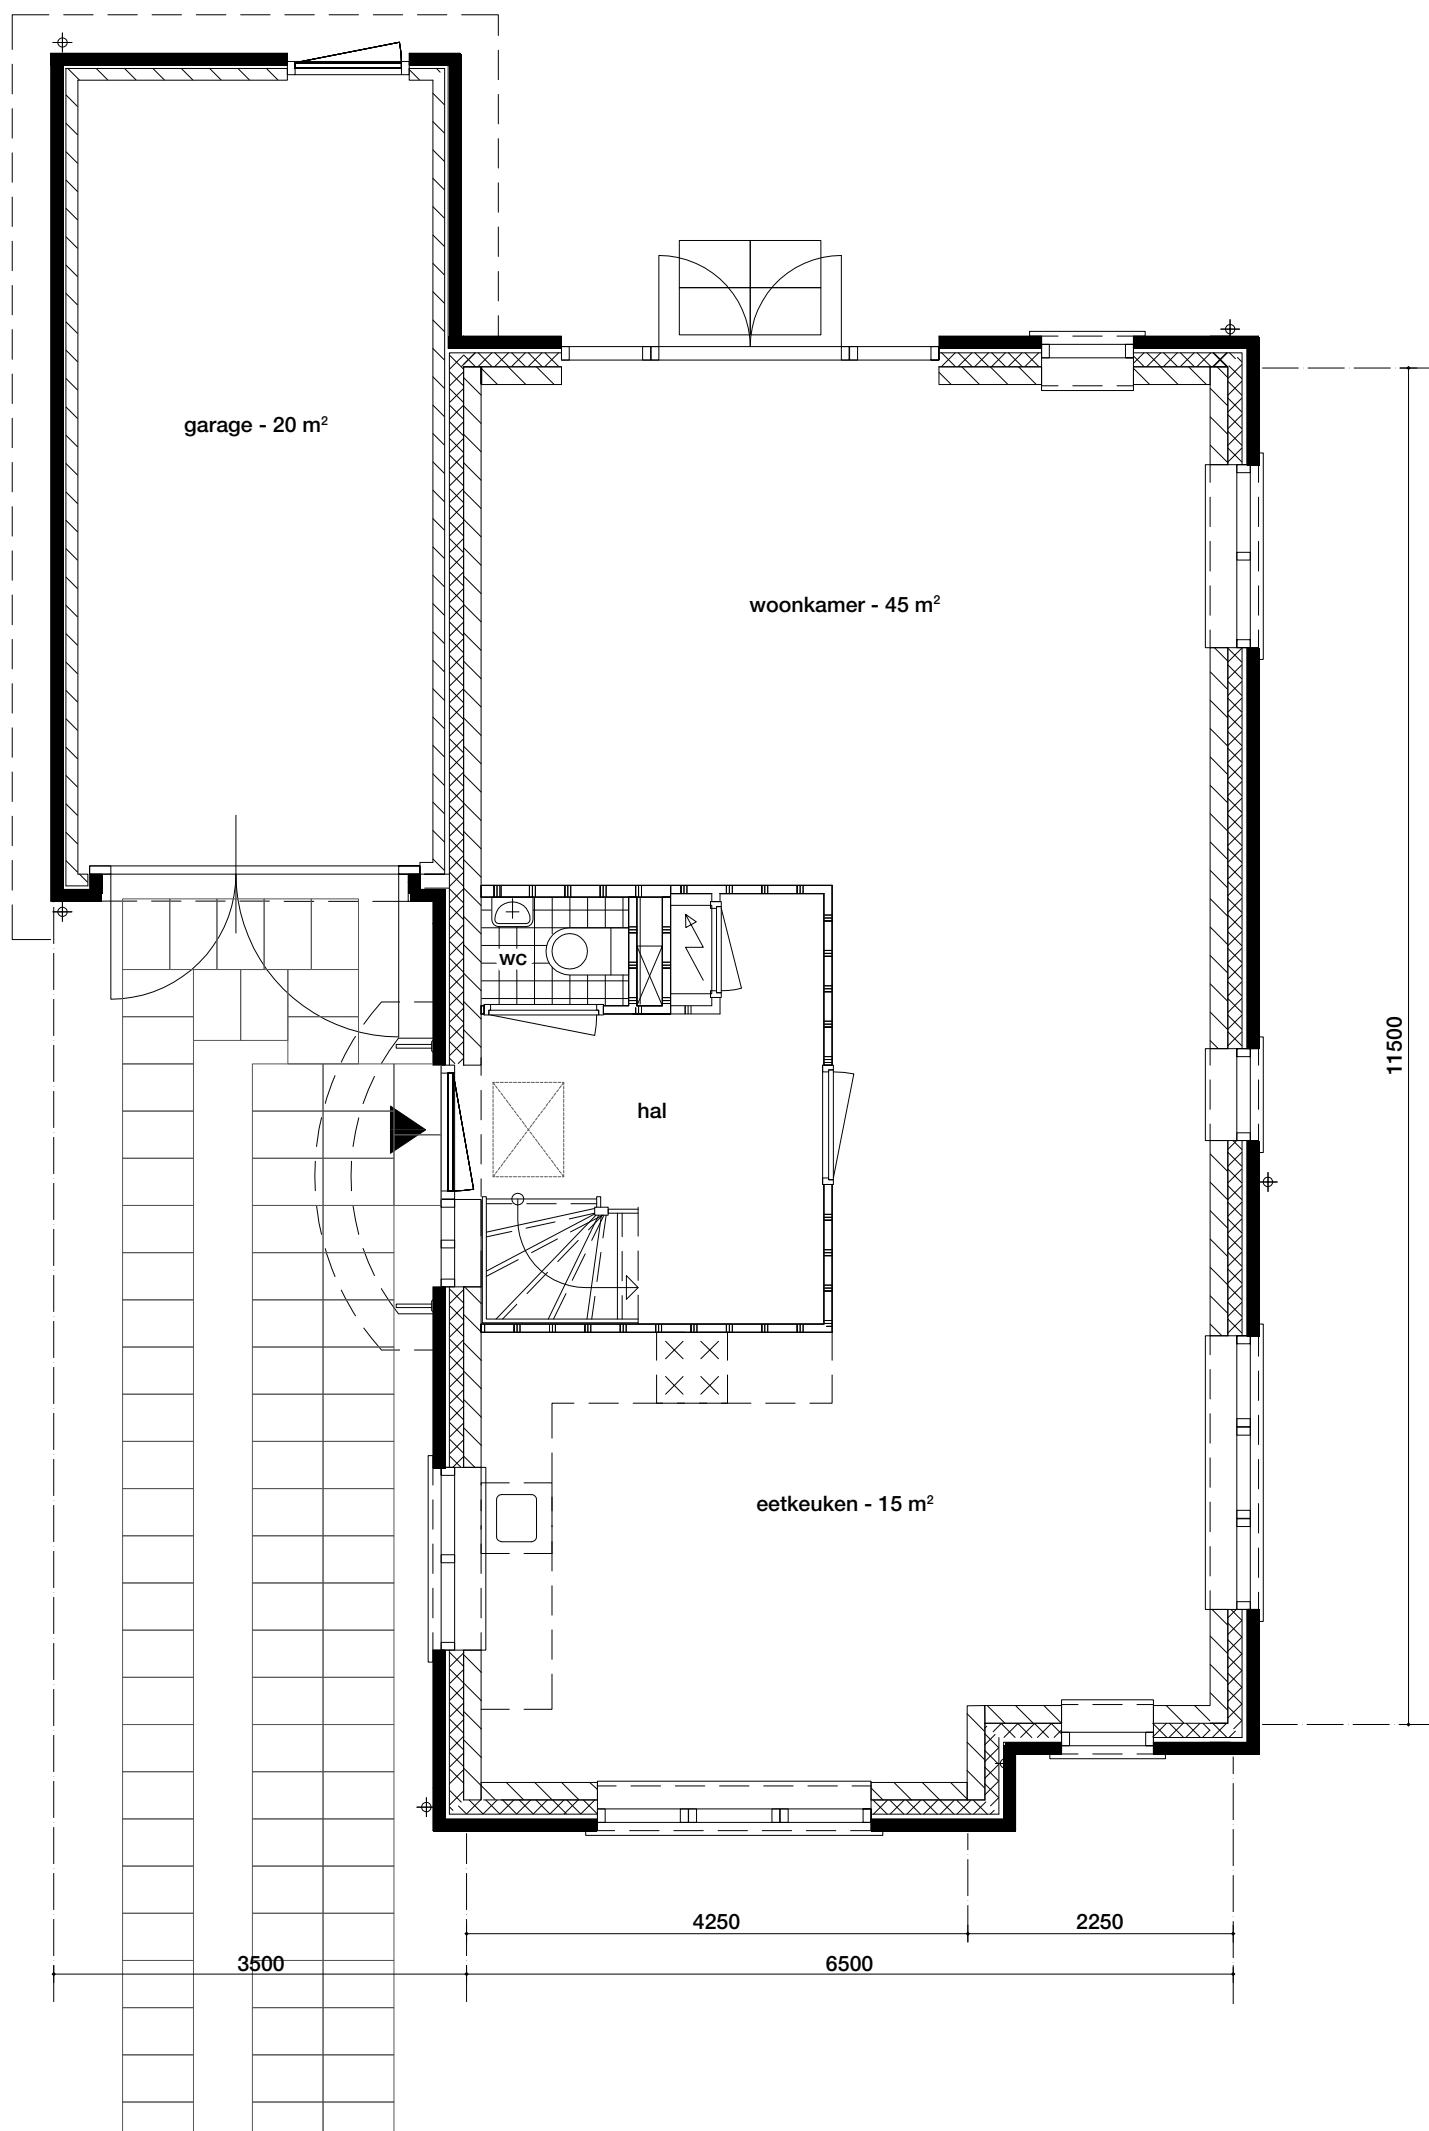 garage - 20 m²
woonkamer - 45 m²
wc
hal
11500
eetkeuken - 15 m²
4250
2250
3500
6500